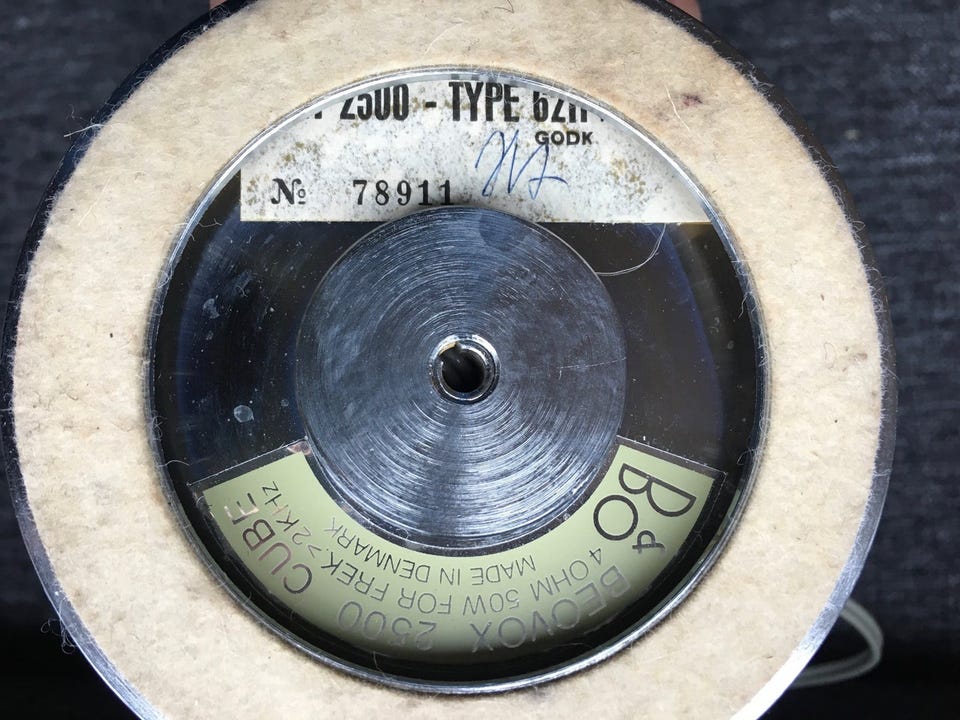 2500 - TYPE
GODK
№ 78911
B&O
BEOVOX 2500 CUBE
4 OHM 50W FOR FREK.>2KHz
MADE IN DENMARK